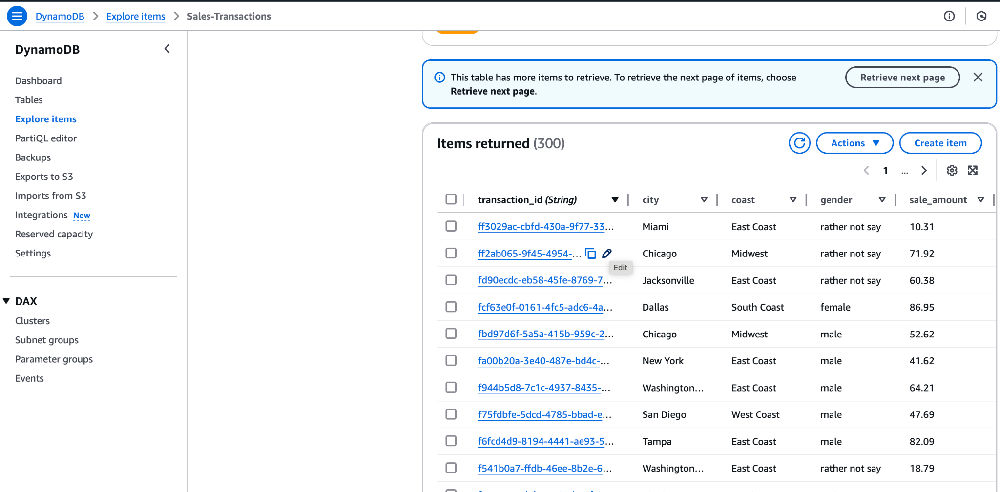 DynamoDB > Explore items > Sales-Transactions
DynamoDB
Dashboard
Tables
Explore items
PartiQL editor
Backups
Exports to S3
Imports from S3
Integrations New
Reserved capacity
Settings
DAX
Clusters
Subnet groups
Parameter groups
Events
This table has more items to retrieve. To retrieve the next page of items, choose
Retrieve next page.
Retrieve next page
Items returned (300)
Actions
Create item
1 ...
transaction_id (String) city coast gender sale_amount
ff3029ac-cbfd-430a-9f77-33... Miami East Coast rather not say 10.31
ff2ab065-9f45-4954-... Chicago Midwest rather not say 71.92
Edit
fd90ecdc-eb58-45fe-8769-7... Jacksonville East Coast rather not say 60.38
fcf63e0f-0161-4fc5-adc6-4a... Dallas South Coast female 86.95
fbd97d6f-5a5a-415b-959c-2... Chicago Midwest male 52.62
fa00b20a-3e40-487e-bd4c-... New York East Coast male 41.62
f944b5d8-7c1c-4937-8435-... Washington... East Coast male 64.21
f75fdbfe-5dcd-4785-bbad-e... San Diego West Coast male 47.69
f6fcd4d9-8194-4441-ae93-5... Tampa East Coast male 82.09
f541b0a7-ffdb-46ee-8b2e-6... Washington... East Coast rather not say 18.79